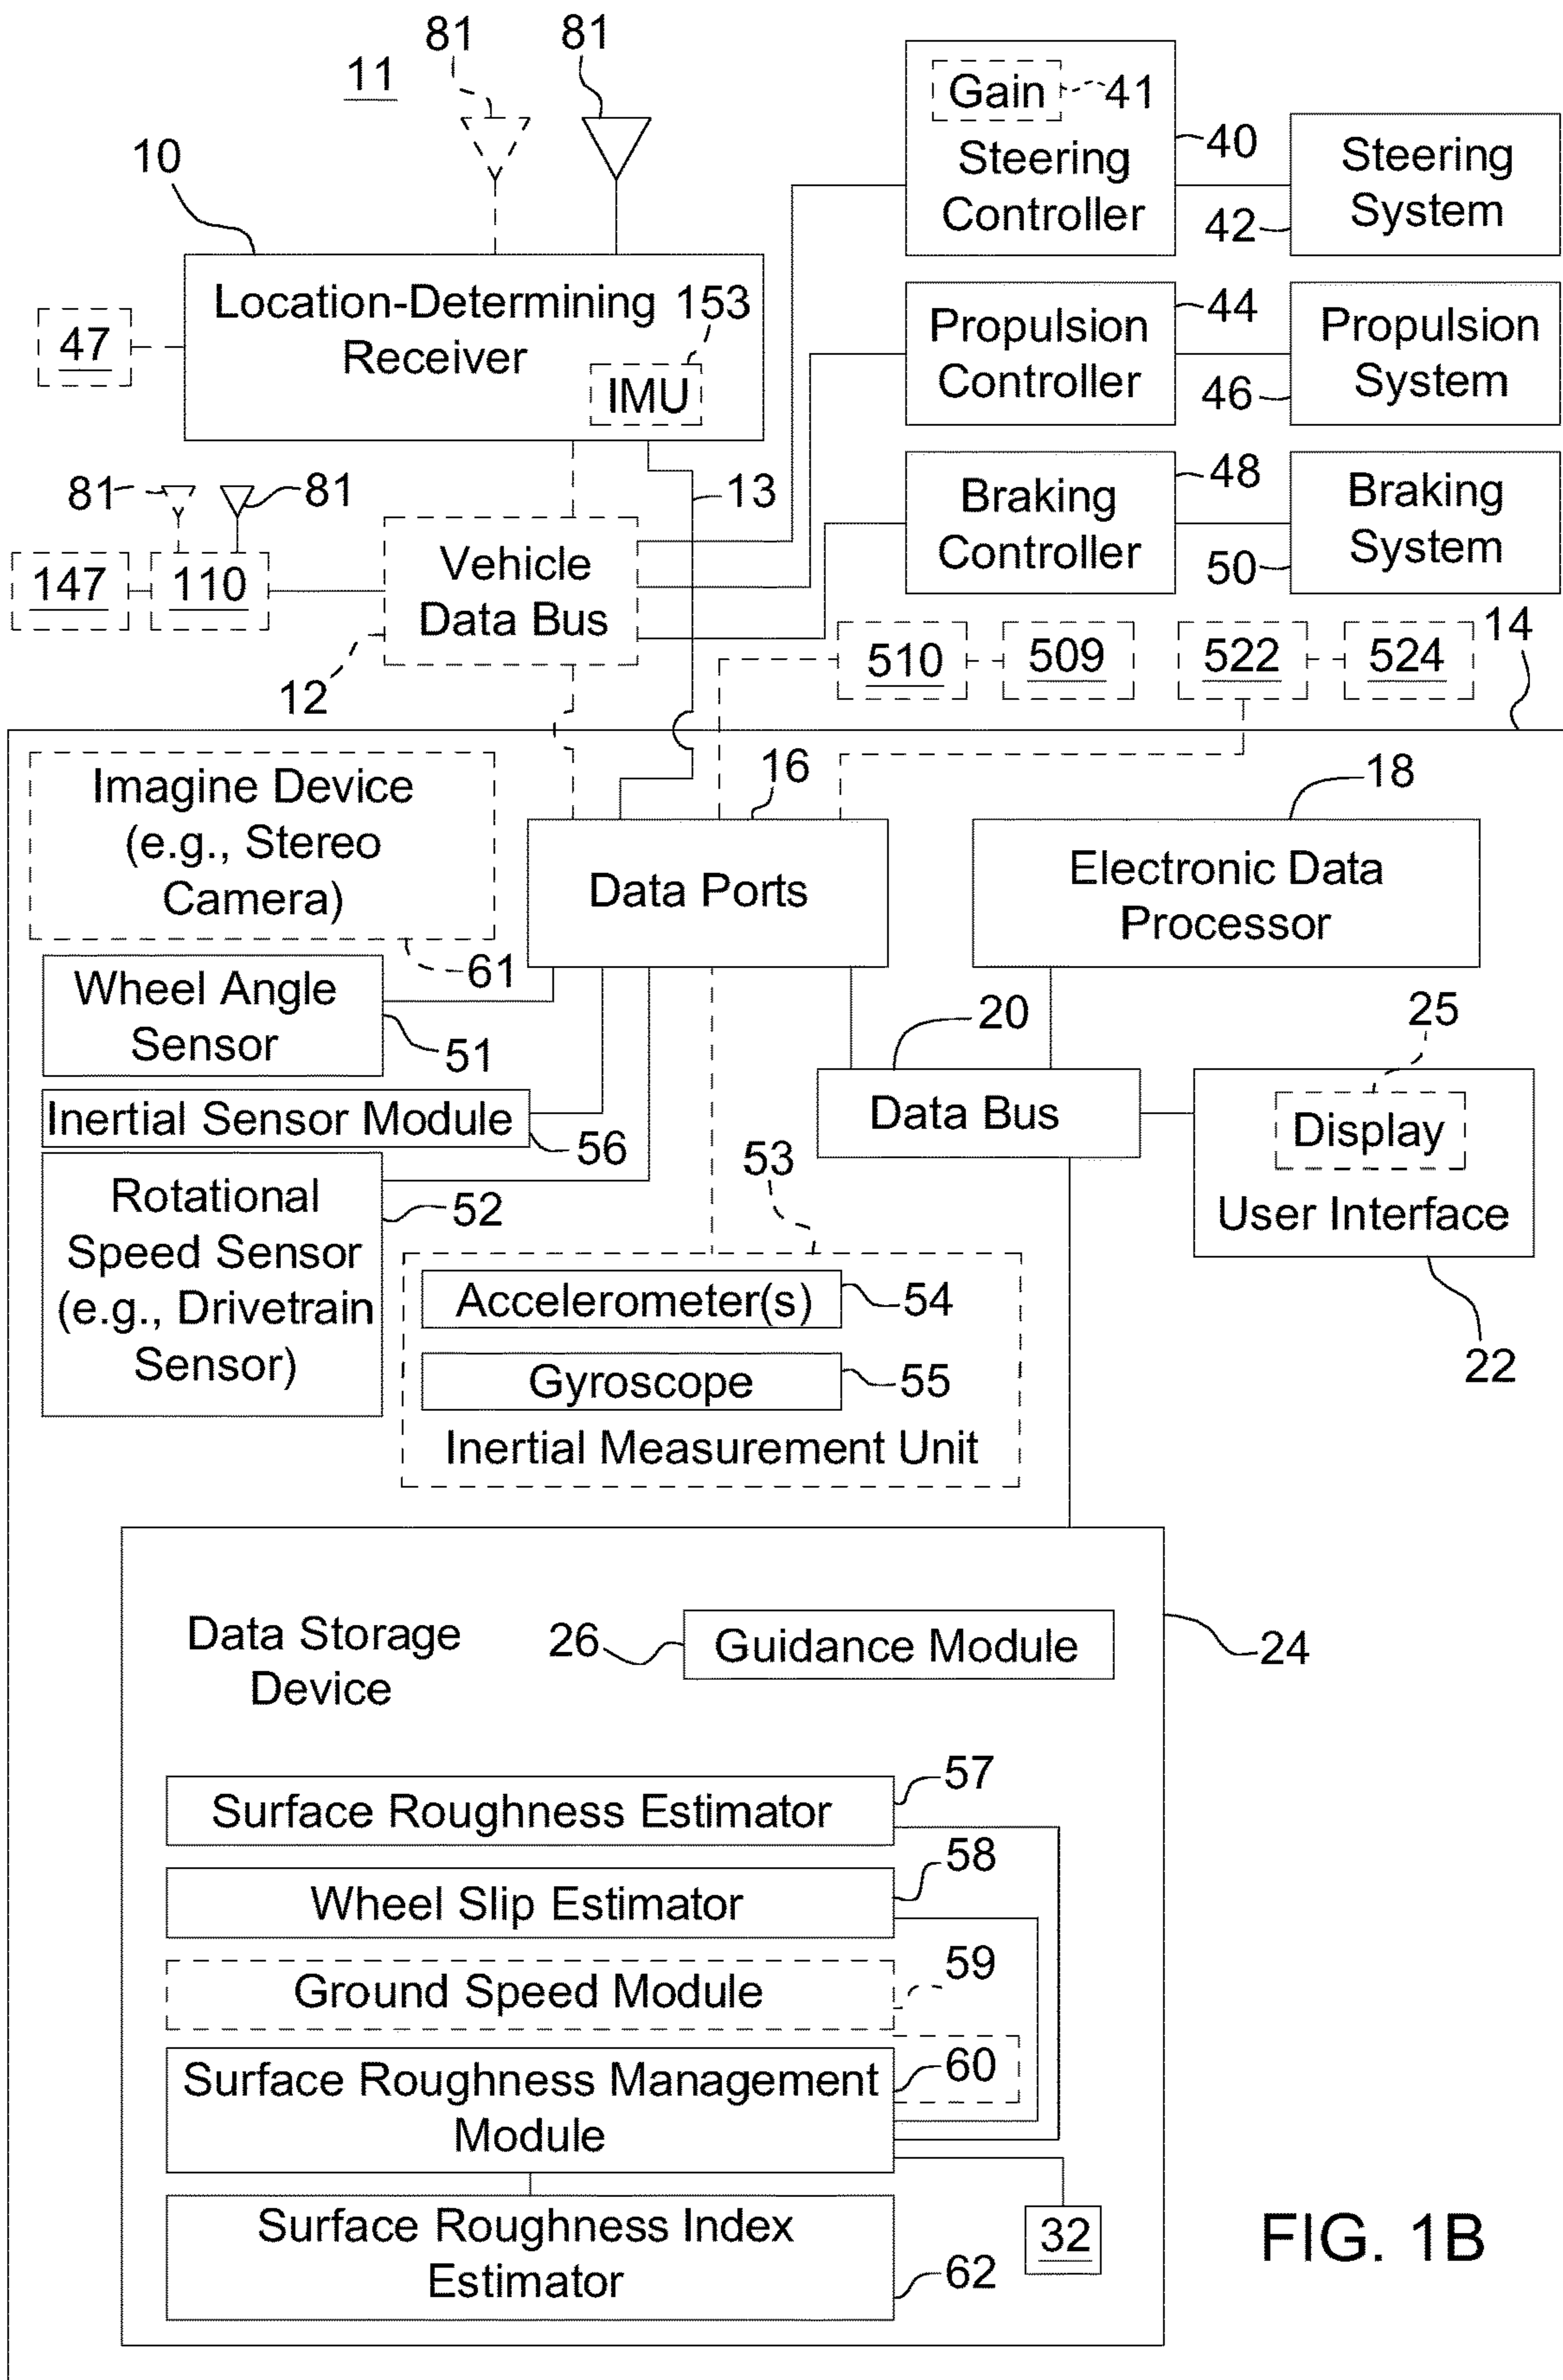 11
81
81
10
Location-Determining
Receiver
153
IMU
47
Gain
41
Steering
Controller
40
Steering
System
42
Propulsion
Controller
44
Propulsion
System
46
Braking
Controller
48
Braking
System
50
81
81
13
147
110
Vehicle
Data Bus
12
510
509
522
524
14
Imagine Device
(e.g., Stereo
Camera)
61
16
Data Ports
18
Electronic Data
Processor
Wheel Angle
Sensor
51
20
Data Bus
25
Display
User Interface
22
Inertial Sensor Module
56
Rotational
Speed Sensor
(e.g., Drivetrain
Sensor)
52
53
Accelerometer(s)
54
Gyroscope
55
Inertial Measurement Unit
Data Storage
Device
26
Guidance Module
24
57
Surface Roughness Estimator
58
Wheel Slip Estimator
59
Ground Speed Module
Surface Roughness Management
Module
60
Surface Roughness Index
Estimator
62
32
FIG. 1B